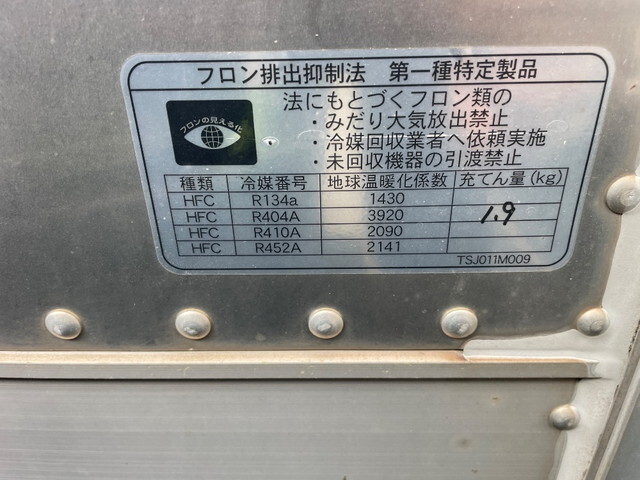 フロン排出抑制法 第一種特定製品
フロンの見える化
法にもとづくフロン類の
・みだり大気放出禁止
・冷媒回収業者へ依頼実施
・未回収機器の引渡禁止
種類 冷媒番号 地球温暖化係数 充てん量(kg)
HFC R134a 1430
HFC R404A 3920 1.9
HFC R410A 2090
HFC R452A 2141
TSJ011M009